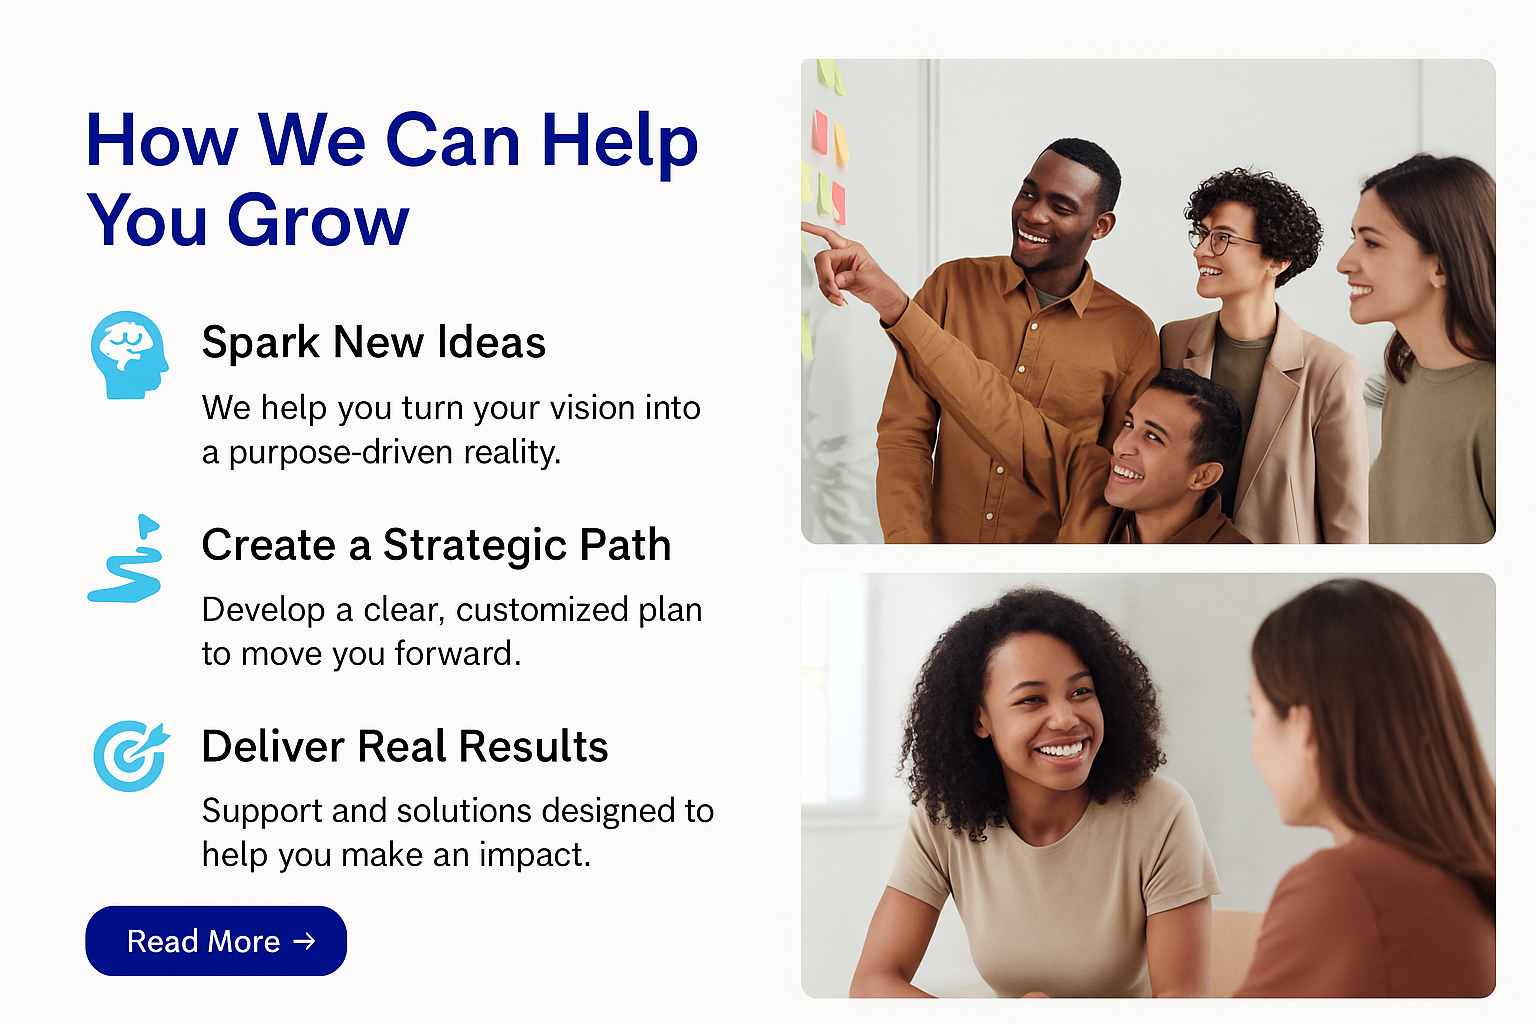 How We Can Help
You Grow
Spark New Ideas
We help you turn your vision into
a purpose-driven reality.
Create a Strategic Path
Develop a clear, customized plan
to move you forward.
Deliver Real Results
Support and solutions designed to
help you make an impact.
Read More →